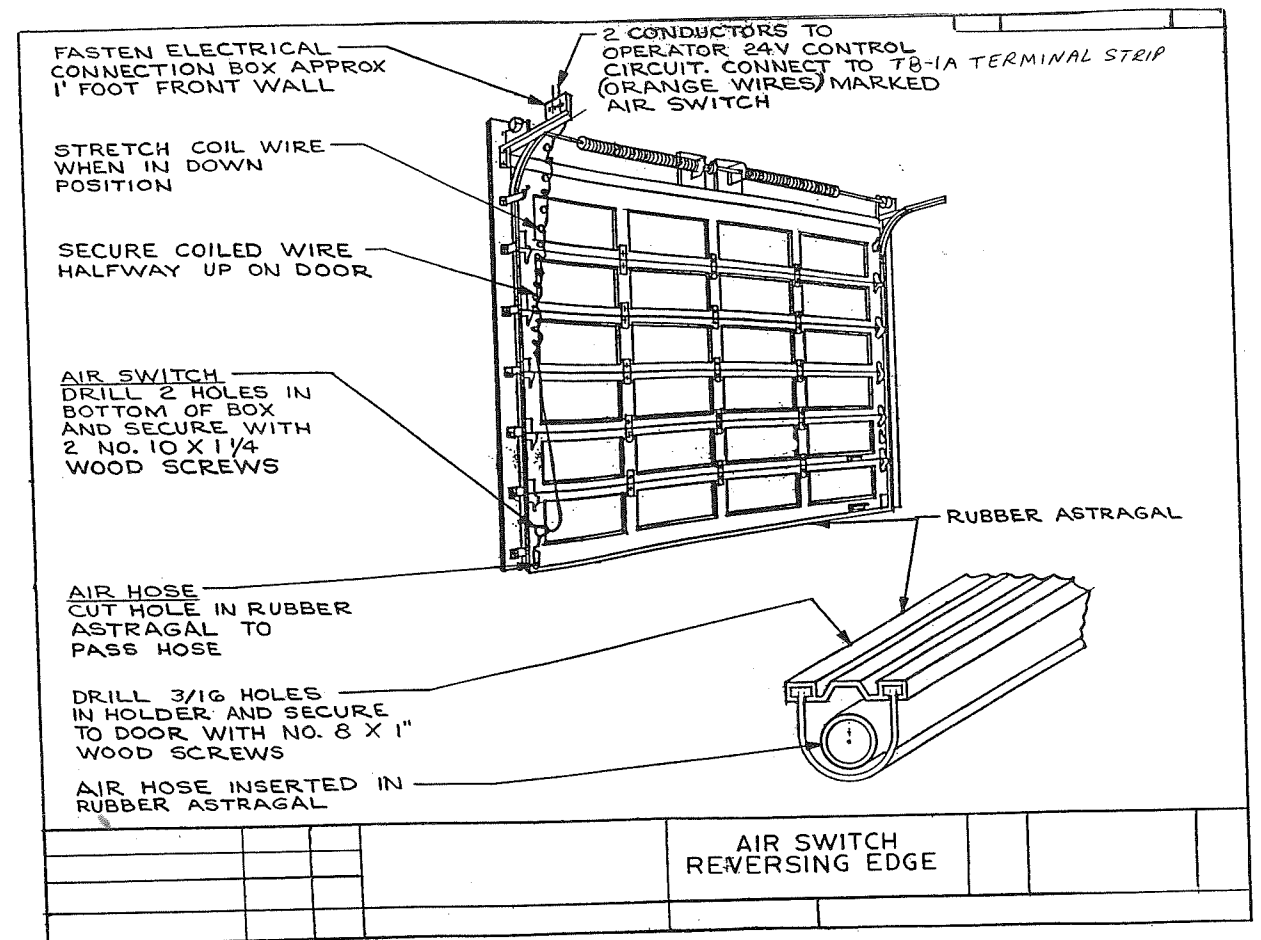 FASTEN ELECTRICAL
CONNECTION BOX APPROX
1' FOOT FRONT WALL
2 CONDUCTORS TO
OPERATOR 24V CONTROL
CIRCUIT. CONNECT TO TB-1A TERMINAL STRIP
(ORANGE WIRES) MARKED
AIR SWITCH
STRETCH COIL WIRE
WHEN IN DOWN
POSITION
SECURE COILED WIRE
HALFWAY UP ON DOOR
AIR SWITCH
DRILL 2 HOLES IN
BOTTOM OF BOX
AND SECURE WITH
2 NO. 10 X 1 1/4
WOOD SCREWS
RUBBER ASTRAGAL
AIR HOSE
CUT HOLE IN RUBBER
ASTRAGAL TO
PASS HOSE
DRILL 3/16 HOLES
IN HOLDER AND SECURE
TO DOOR WITH NO. 8 X 1"
WOOD SCREWS
AIR HOSE INSERTED IN
RUBBER ASTRAGAL
AIR SWITCH
REVERSING EDGE